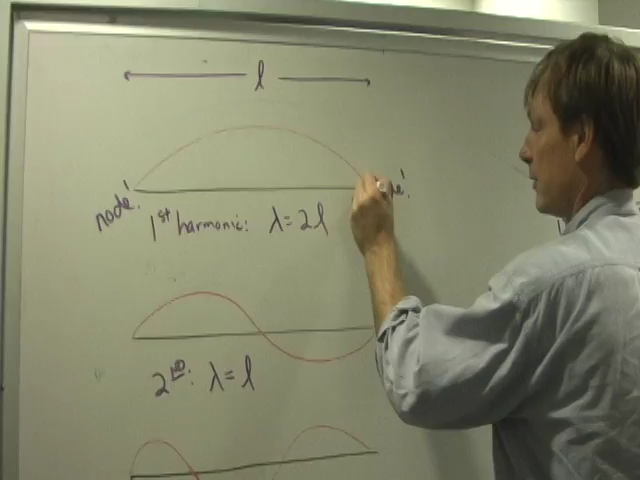 l
node!
1st harmonic: λ = 2l
2ND: λ = l